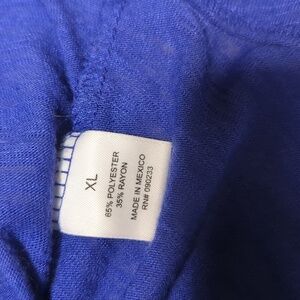 XL
65% POLYESTER
35% RAYON
MADE IN MEXICO
RN# 090233